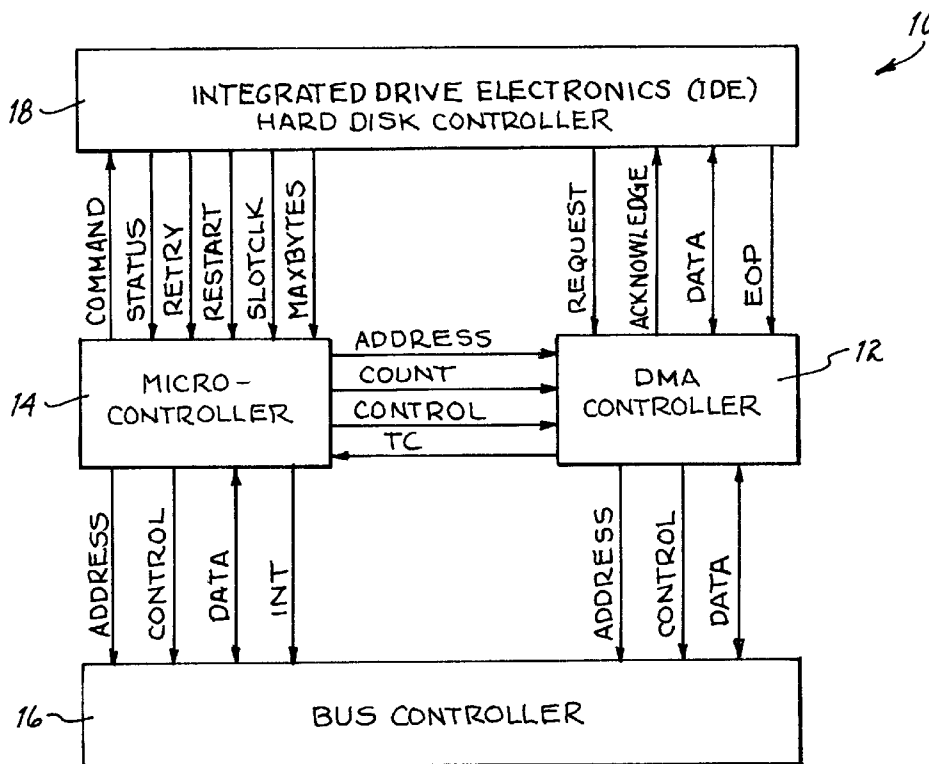 10
18
INTEGRATED DRIVE ELECTRONICS (IDE)
HARD DISK CONTROLLER
COMMAND
STATUS
RETRY
RESTART
SLOTCLK
MAXBYTES
REQUEST
ACKNOWLEDGE
DATA
EOP
14
MICRO-
CONTROLLER
ADDRESS
COUNT
CONTROL
TC
DMA
CONTROLLER
12
ADDRESS
CONTROL
DATA
INT
ADDRESS
CONTROL
DATA
16
BUS CONTROLLER